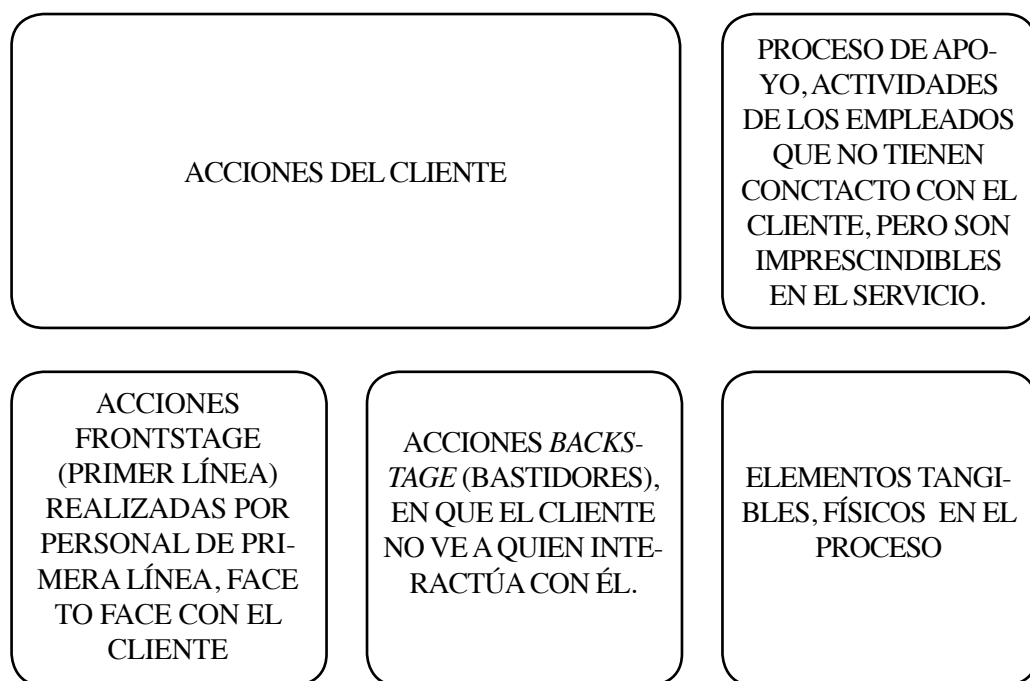 ACCIONES DEL CLIENTE
PROCESO DE APO-
YO, ACTIVIDADES
DE LOS EMPLEADOS
QUE NO TIENEN
CONCTACTO CON EL
CLIENTE, PERO SON
IMPRESCINDIBLES
EN EL SERVICIO.
ACCIONES
FRONTSTAGE
(PRIMER LÍNEA)
REALIZADAS POR
PERSONAL DE PRI-
MERA LÍNEA, FACE
TO FACE CON EL
CLIENTE
ACCIONES BACKS-
TAGE (BASTIDORES),
EN QUE EL CLIENTE
NO VE A QUIEN INTE-
RACTÚA CON ÉL.
ELEMENTOS TANGI-
BLES, FÍSICOS EN EL
PROCESO